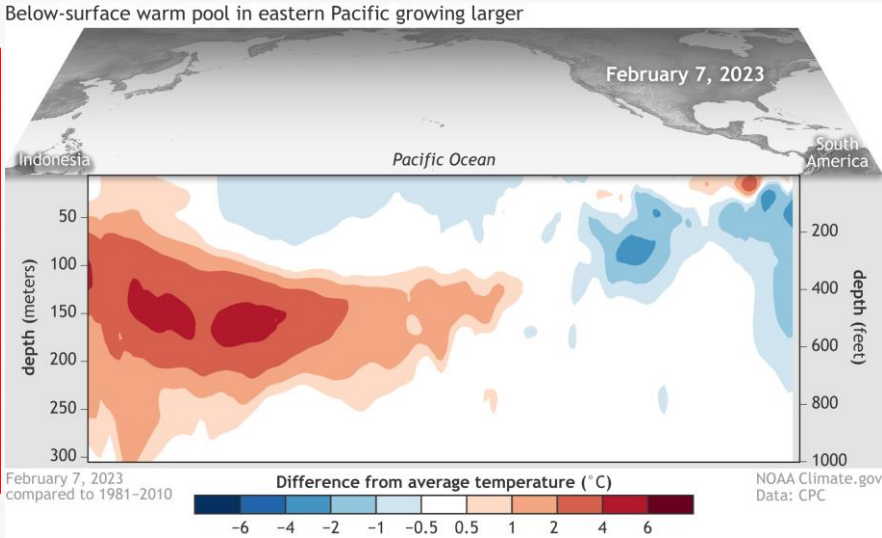 Below-surface warm pool in eastern Pacific growing larger
February 7, 2023
Indonesia
Pacific Ocean
South
America
50
100
150
200
250
300
depth (meters)
200
400
600
800
1000
depth (feet)
February 7, 2023
compared to 1981–2010
Difference from average temperature (°C)
NOAA Climate.gov
Data: CPC
−6 −4 −2 −1 −0.5 0.5 1 2 4 6